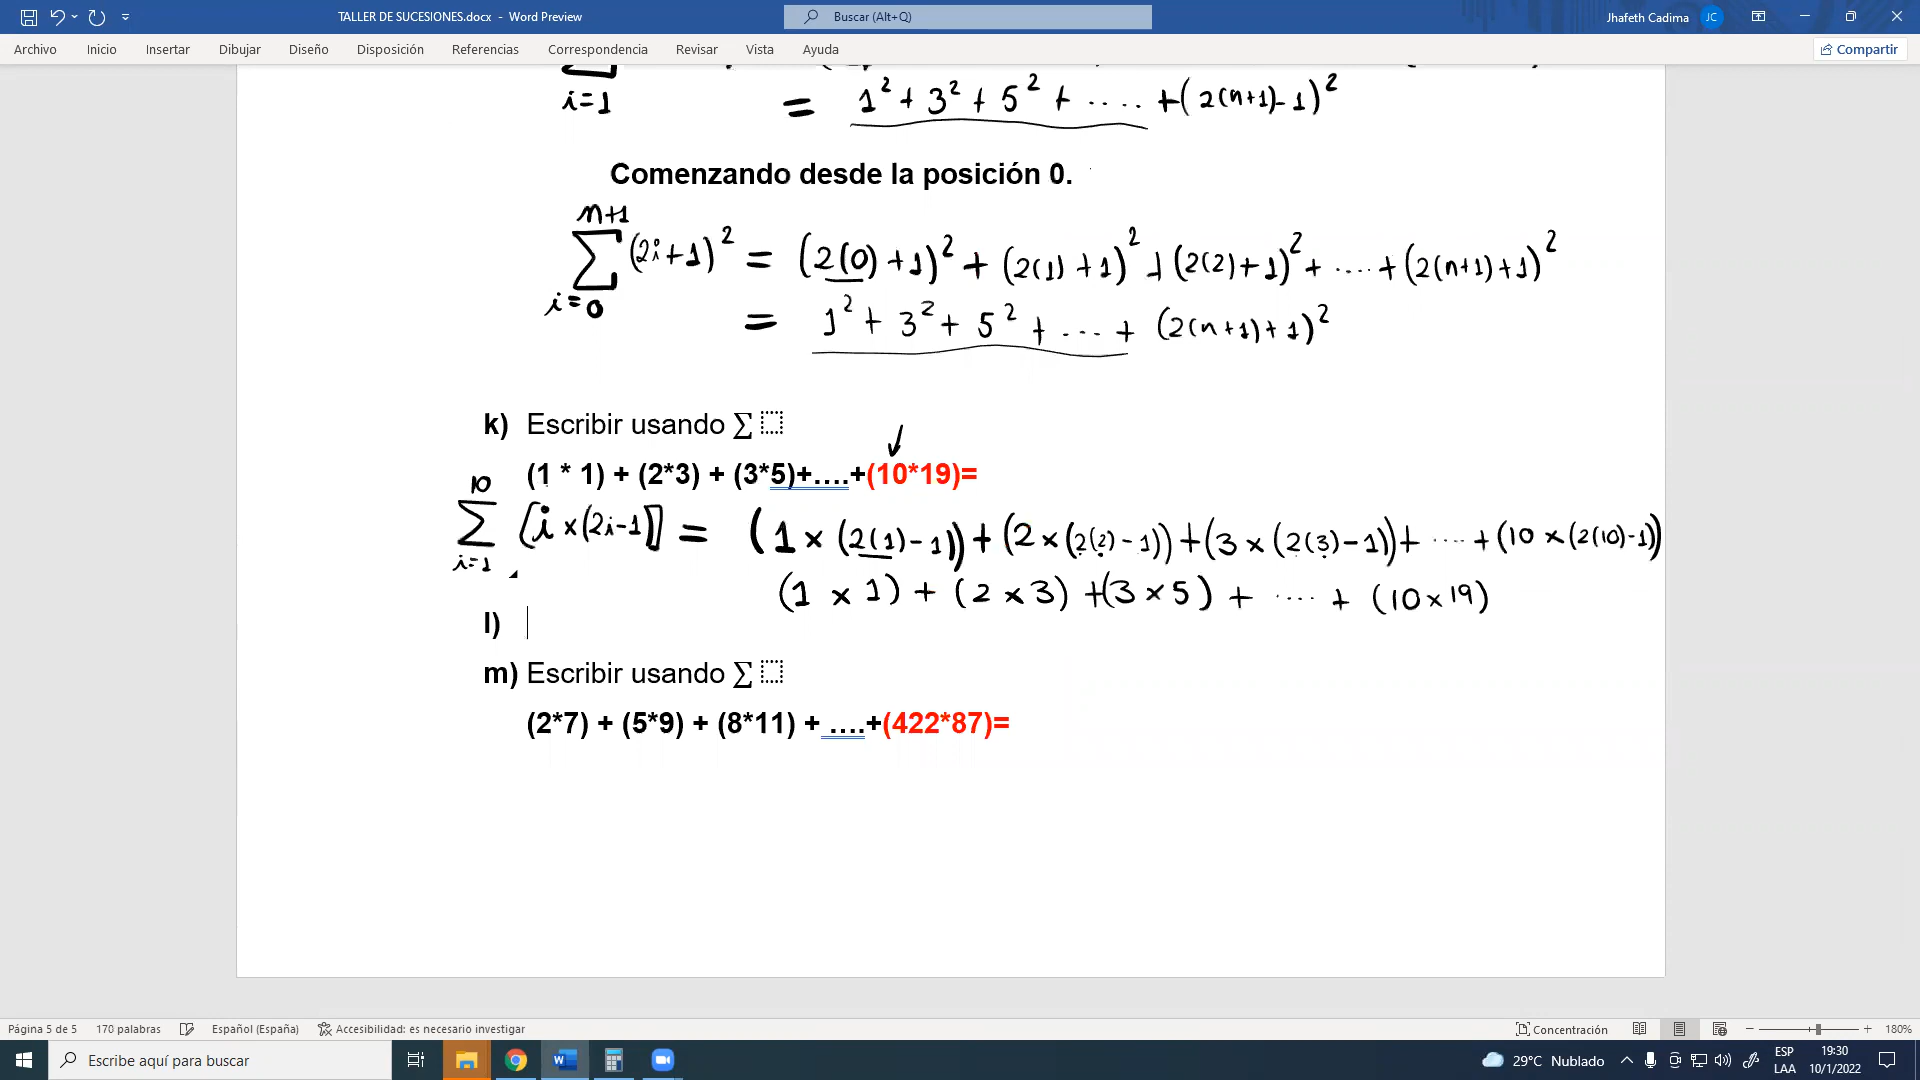 TALLER DE SUCESIONES.docx - Word Preview
Buscar (Alt+Q)
Jhafeth Cadima JC
Archivo Inicio Insertar Dibujar Diseño Disposición Referencias Correspondencia Revisar Vista Ayuda Compartir
i=1 = 1² + 3² + 5² + .... + (2(n+1)-1)²
Comenzando desde la posición 0.
n+1
∑ (2i+1)² = (2(0)+1)² + (2(1)+1)² + (2(2)+1)² + .... + (2(n+1)+1)²
i=0
= 1² + 3² + 5² + .... + (2(n+1)+1)²
k) Escribir usando ∑
(1 * 1) + (2*3) + (3*5)+....+(10*19)=
10
∑ [i x (2i-1)] = (1 x (2(1)-1)) + (2 x (2(2)-1)) + (3 x (2(3)-1)) + .... + (10 x (2(10)-1)
i=1
(1 x 1) + (2 x 3) + (3 x 5) + .... + (10 x 19)
l)
m) Escribir usando ∑
(2*7) + (5*9) + (8*11) + ....+(422*87)=
Página 5 de 5 170 palabras Español (España) Accesibilidad: es necesario investigar Concentración 180%
Escribe aquí para buscar
29°C Nublado
ESP
LAA
19:30
10/1/2022